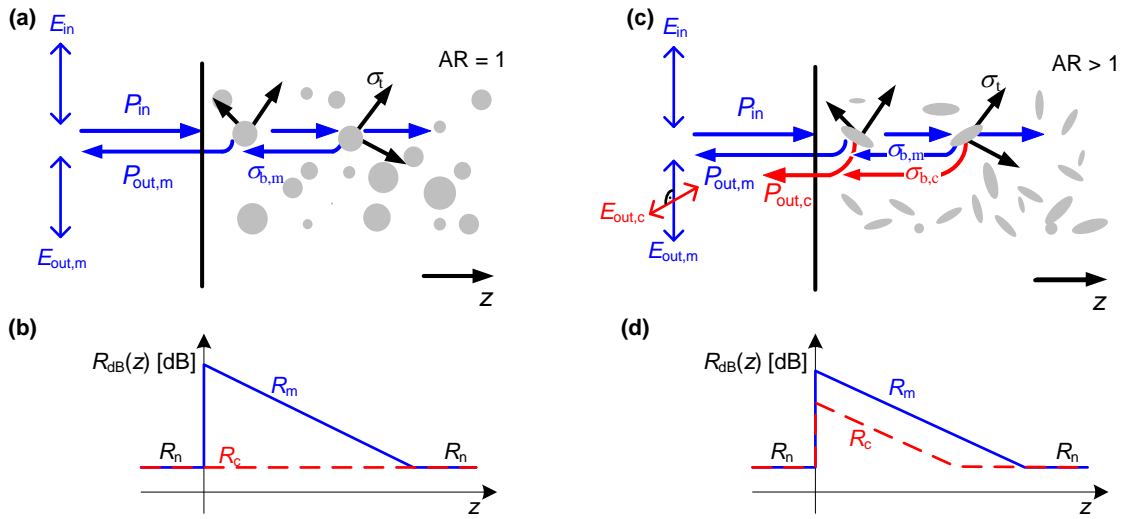 (a)
E_in
AR = 1
σ_t
P_in
σ_b,m
P_out,m
E_out,m
z
(b)
R_dB(z) [dB]
R_m
R_n
R_c
R_n
z
(c)
E_in
AR > 1
σ_t
P_in
σ_b,m
P_out,m
σ_b,c
P_out,c
E_out,c
E_out,m
z
(d)
R_dB(z) [dB]
R_m
R_c
R_n
R_n
z